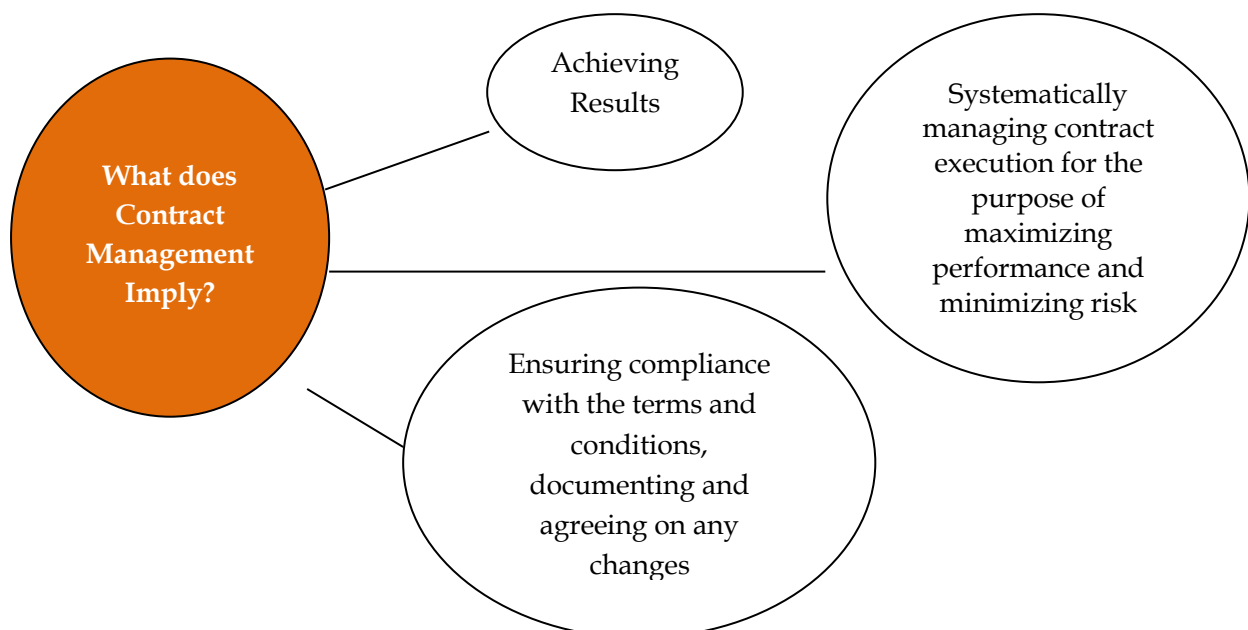 What does
Contract
Management
Imply?
Achieving
Results
Systematically
managing contract
execution for the
purpose of
maximizing
performance and
minimizing risk
Ensuring compliance
with the terms and
conditions,
documenting and
agreeing on any
changes